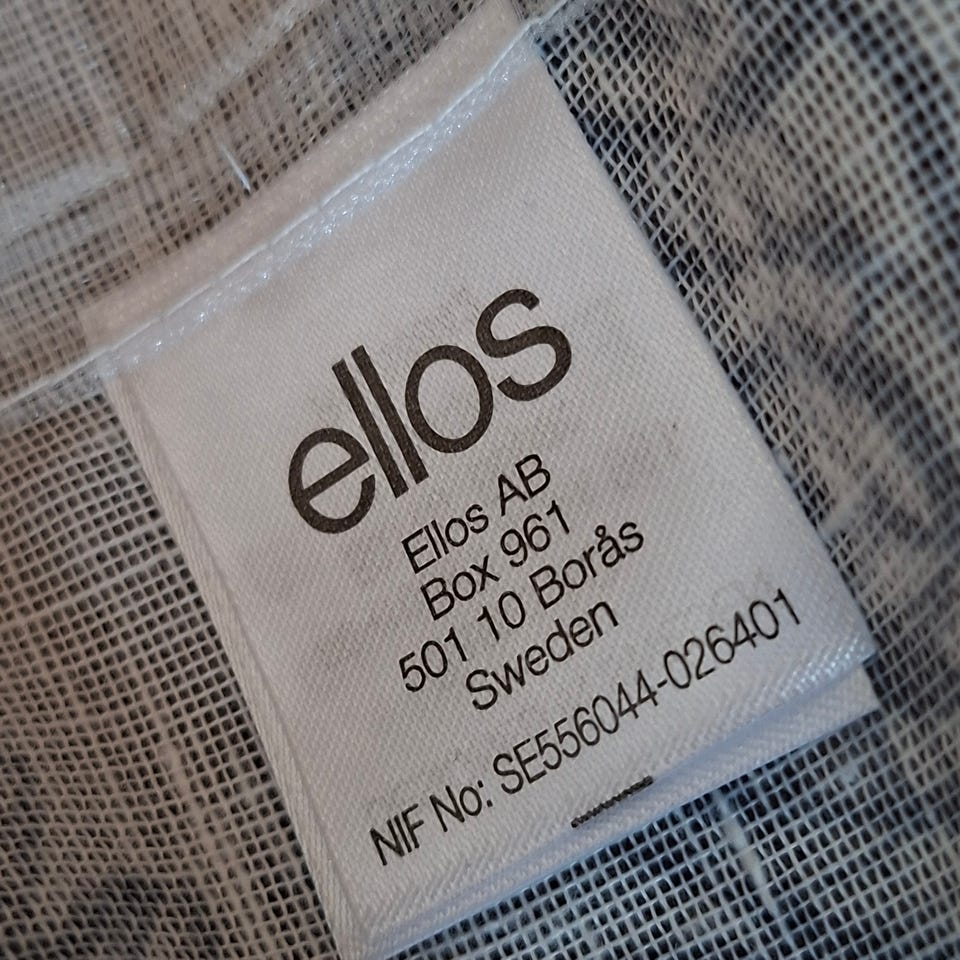 ellos
Ellos AB
Box 961
501 10 Borås
Sweden
NIF No: SE556044-026401